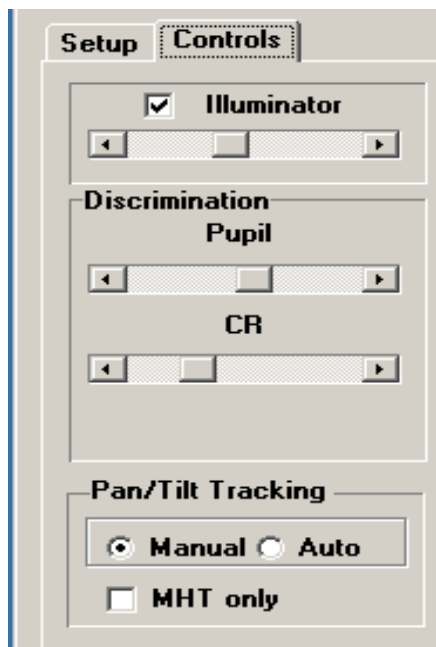 Setup Controls
Illuminator
Discrimination
Pupil
CR
Pan/Tilt Tracking
Manual Auto
MHT only